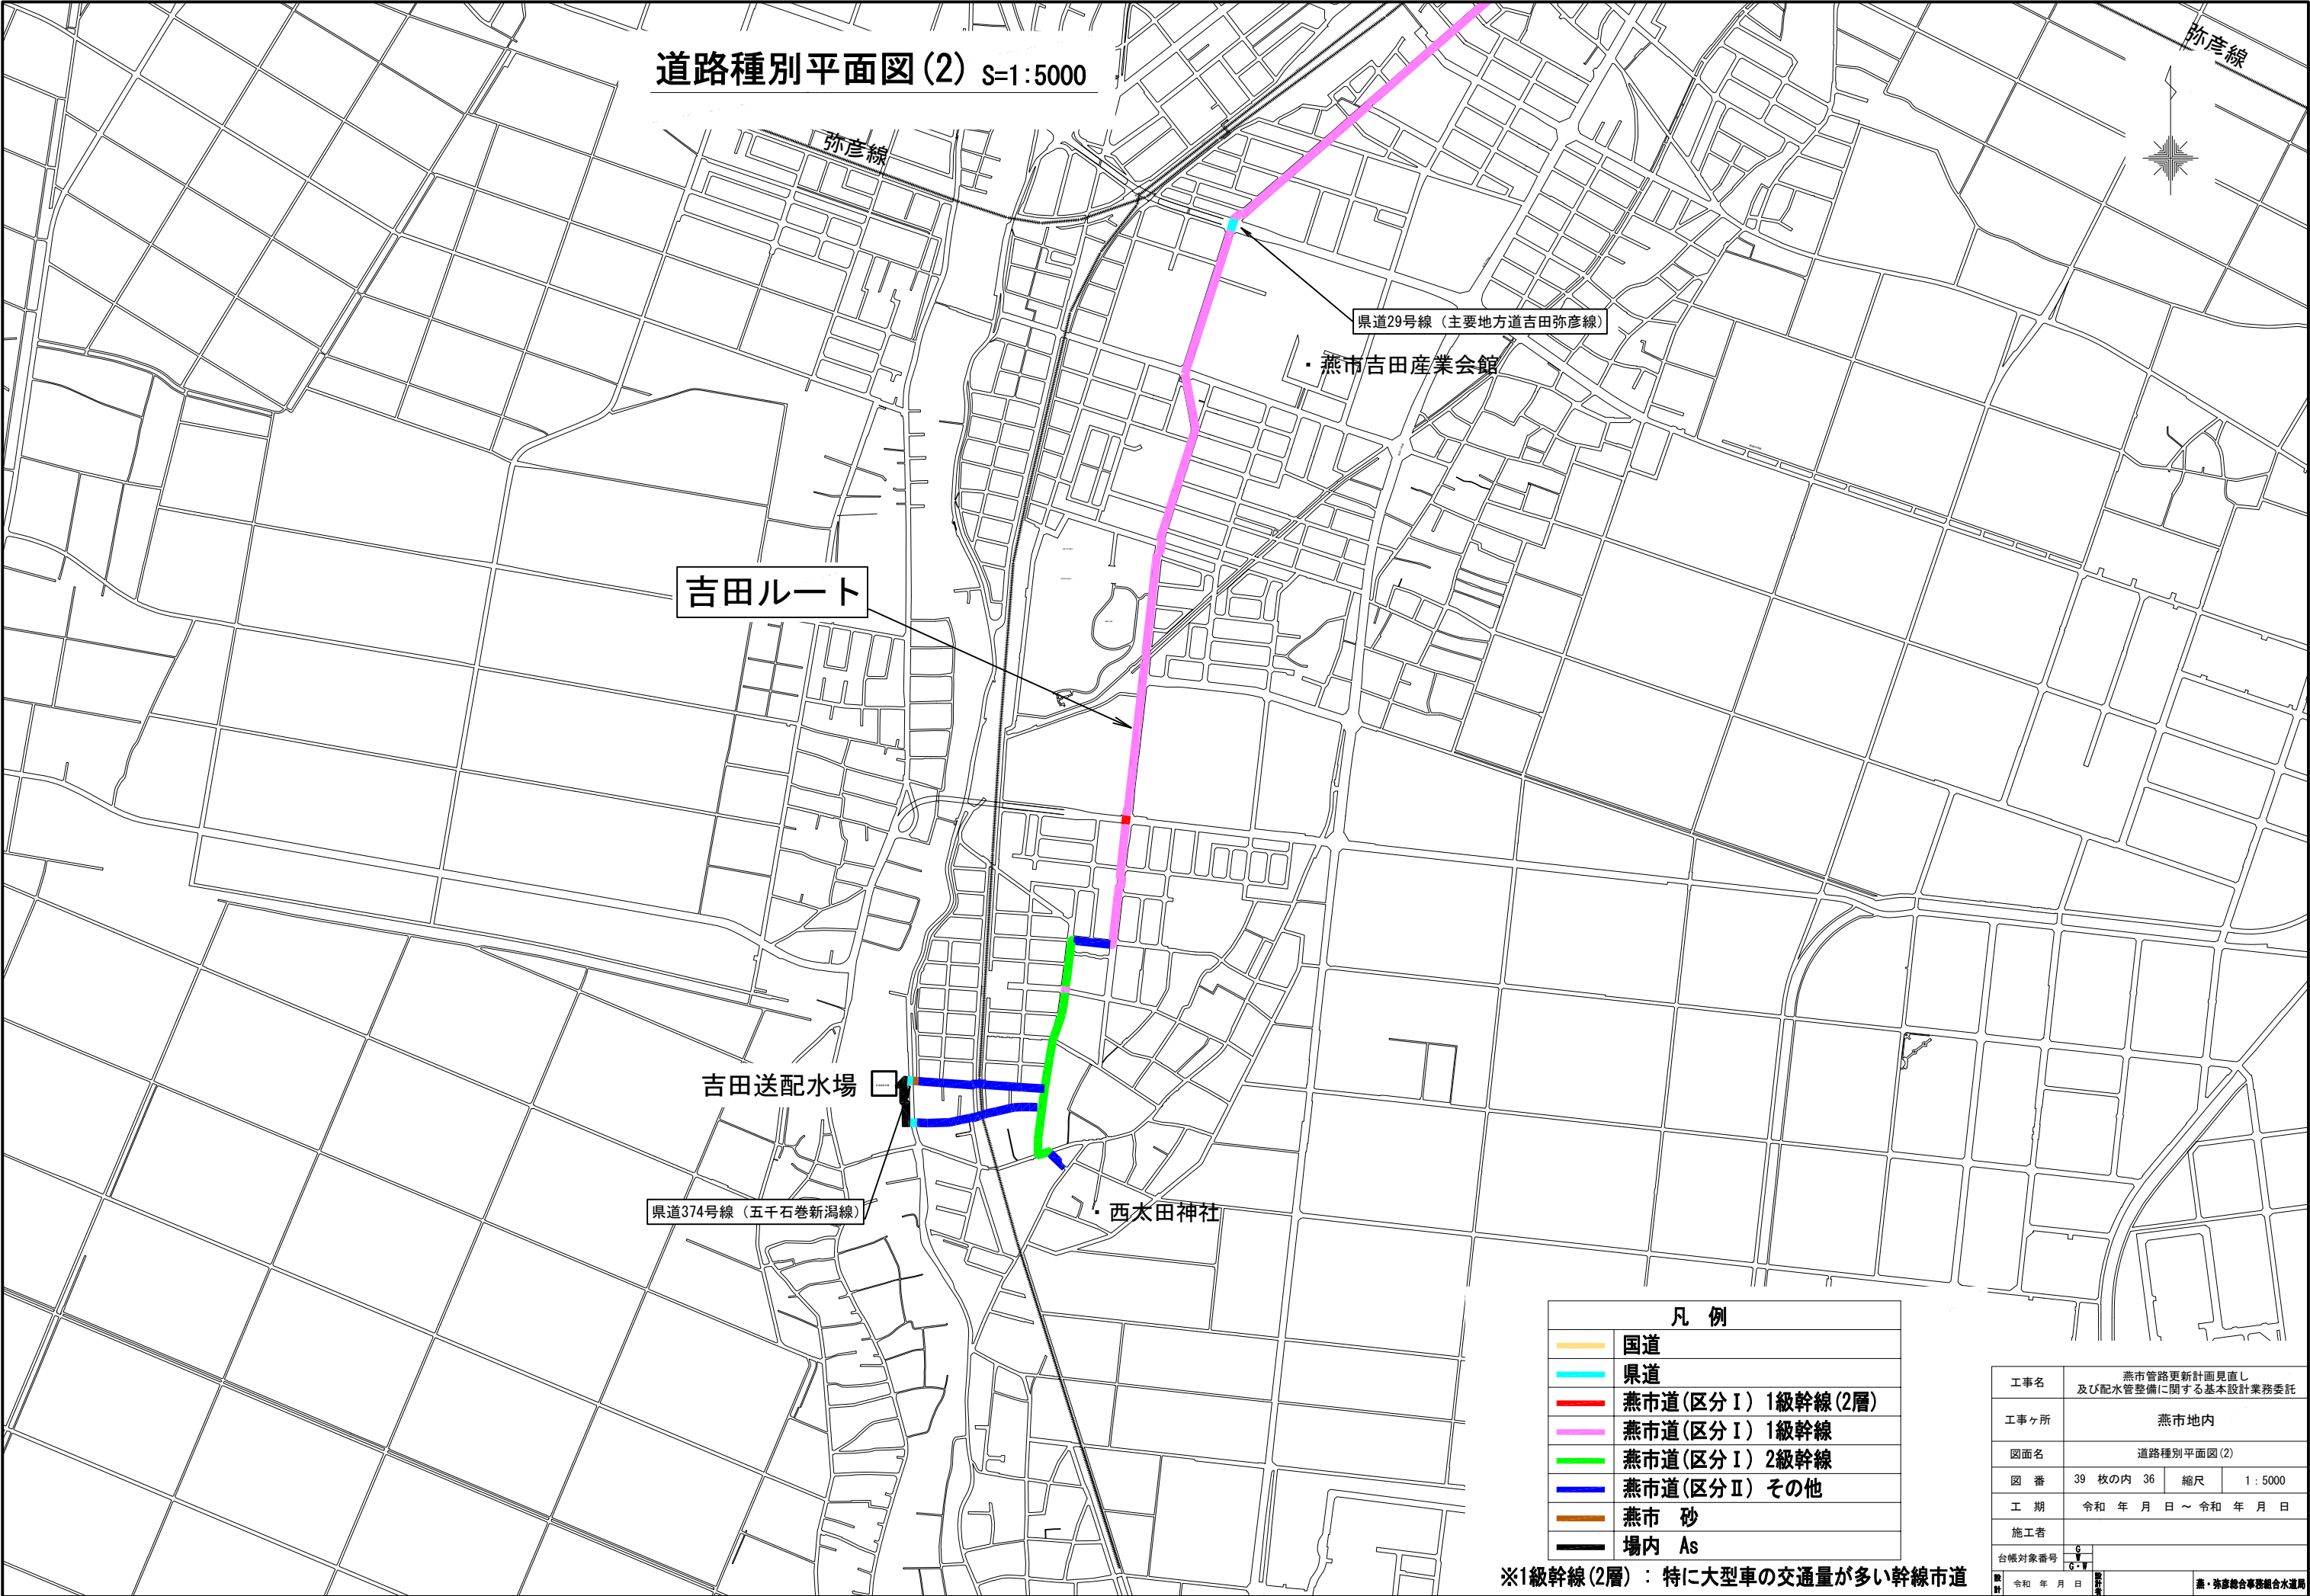 道路種別平面図(2) S=1:5000
弥彦線
弥彦線
県道29号線（主要地方道吉田弥彦線）
・燕市吉田産業会館
吉田ルート
吉田送配水場
県道374号線（五千石巻新潟線）
・西太田神社
凡　例
国道
県道
燕市道(区分Ⅰ) 1級幹線(2層)
燕市道(区分Ⅰ) 1級幹線
燕市道(区分Ⅰ) 2級幹線
燕市道(区分Ⅱ) その他
燕市　砂
場内　As
※1級幹線(2層) : 特に大型車の交通量が多い幹線市道
工事名 燕市管路更新計画見直し
及び配水管整備に関する基本設計業務委託
工事ヶ所 燕市地内
図面名 道路種別平面図(2)
図　番 39 枚の内 36 縮尺 1：5000
工　期 令和　年　月　日 ～ 令和　年　月　日
施工者
台帳対象番号 G
W
G・W
設計 令和　年　月　日 燕・弥彦総合事務組合水道局